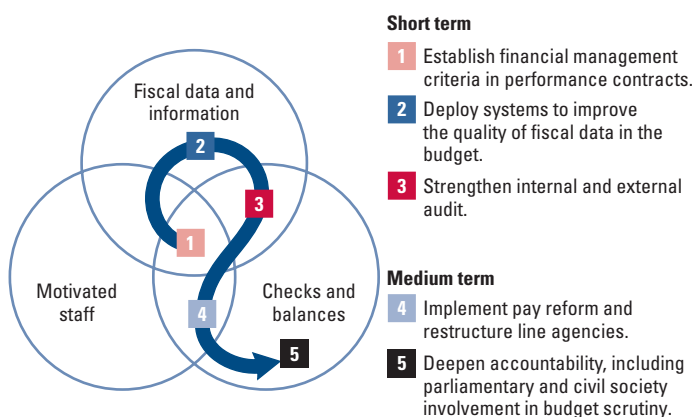 Fiscal data and
information
2
3
1
Motivated
staff
Checks and
balances
4
5
Short term
1 Establish financial management
criteria in performance contracts.
2 Deploy systems to improve
the quality of fiscal data in the
budget.
3 Strengthen internal and external
audit.
Medium term
4 Implement pay reform and
restructure line agencies.
5 Deepen accountability, including
parliamentary and civil society
involvement in budget scrutiny.